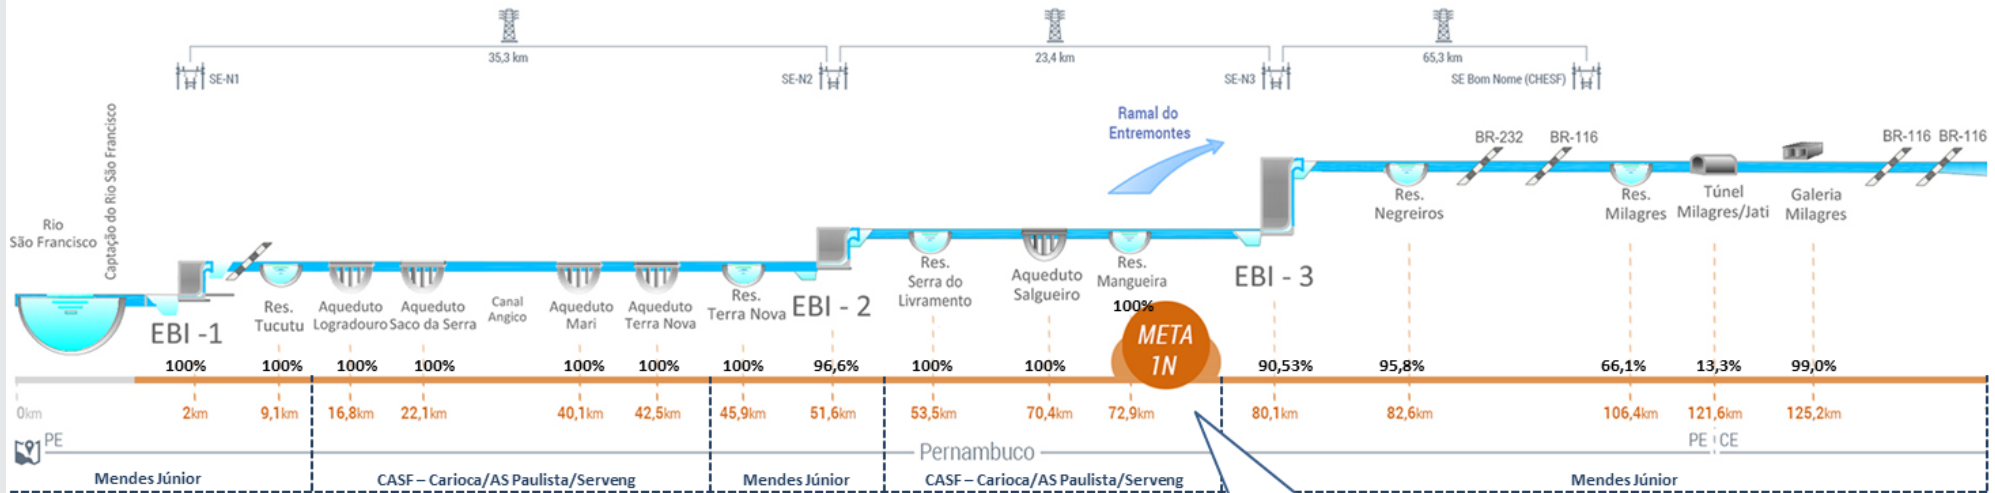 35,3 km
23,4 km
65,3 km
SE-N1
SE-N2
SE-N3
SE Bom Nome (CHESF)
Captação do Rio São Francisco
Ramal do
Entremontes
BR-232
BR-116
BR-116
BR-116
Rio
São Francisco
EBI -1
Res.
Tucutu
Aqueduto
Logradouro
Aqueduto
Saco da Serra
Canal
Angico
Aqueduto
Mari
Aqueduto
Terra Nova
Res.
Terra Nova
EBI - 2
Res.
Serra do
Livramento
Aqueduto
Salgueiro
Res.
Mangueira
100%
EBI - 3
Res.
Negreiros
Res.
Milagres
Túnel
Milagres/Jati
Galeria
Milagres
META
1N
100%
100%
100%
100%
100%
100%
100%
96,6%
100%
100%
90,53%
95,8%
66,1%
13,3%
99,0%
0km
2km
9,1km
16,8km
22,1km
40,1km
42,5km
45,9km
51,6km
53,5km
70,4km
72,9km
80,1km
82,6km
106,4km
121,6km
125,2km
PE
Pernambuco
PE CE
Mendes Júnior
CASF – Carioca/AS Paulista/Serveng
Mendes Júnior
CASF – Carioca/AS Paulista/Serveng
Mendes Júnior